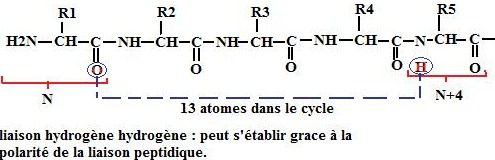 R1 R2 R3 R4 R5
H2N—CH—C—NH—CH—C—NH—CH—C—NH—CH—C—N—CH—C—
O O O O H O
N N+4
13 atomes dans le cycle
liaison hydrogène hydrogène : peut s'établir grace à la
polarité de la liaison peptidique.